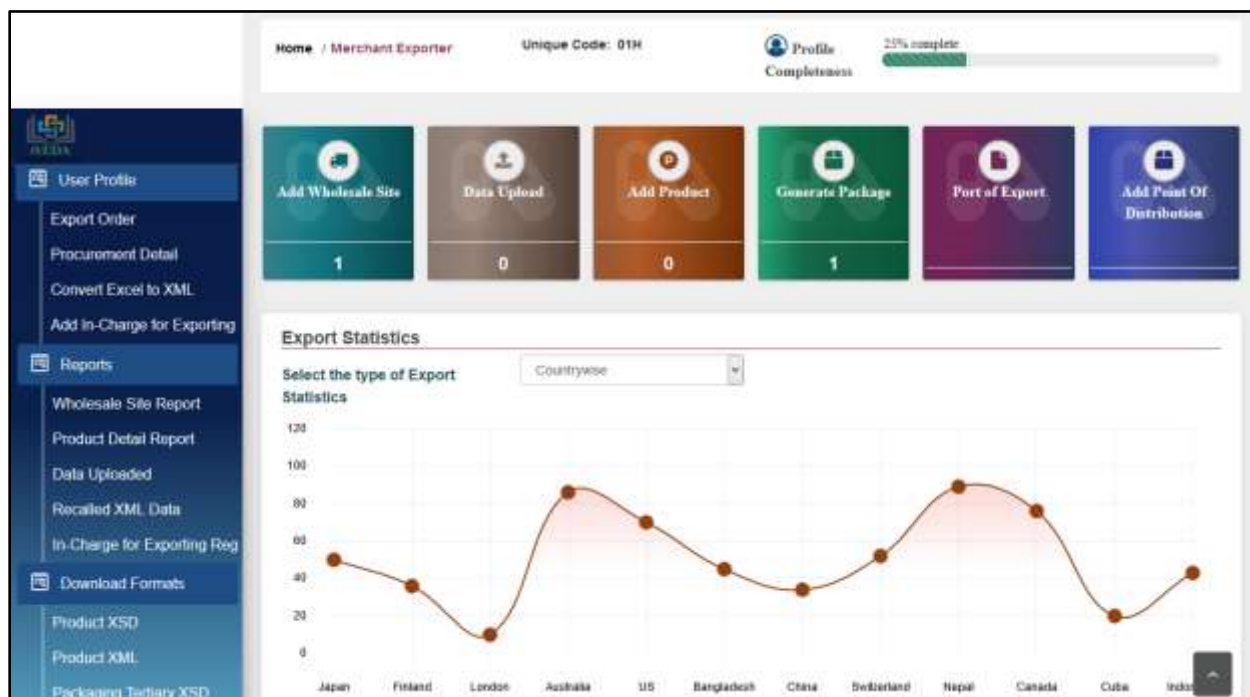 Home / Merchant Exporter
Unique Code: 01H
Profile
Completeness
25% complete
iVEDA
User Profile
Export Order
Procurement Detail
Convert Excel to XML
Add In-Charge for Exporting
Reports
Wholesale Site Report
Product Detail Report
Data Uploaded
Recalled XML Data
In-Charge for Exporting Reg
Download Formats
Product XSD
Product XML
Packaging Tertiary XSD
Add Wholesale Site
1
Data Upload
0
P
Add Product
0
Generate Package
1
Port of Export
Add Point Of
Distribution
Export Statistics
Select the type of Export
Statistics
Countrywise
120
100
80
60
40
20
0
Japan Finland London Australia US Bangladesh China Switzerland Nepal Canada Cuba